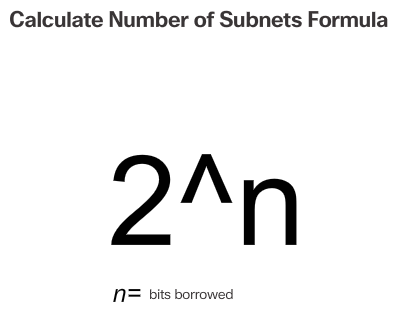 Calculate Number of Subnets Formula
2^n
n= bits borrowed